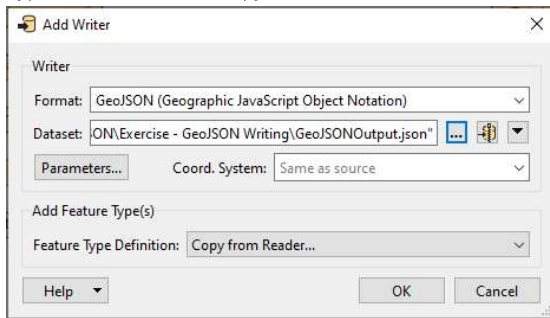 Add Writer
Writer
Format: GeoJSON (Geographic JavaScript Object Notation)
Dataset: ON\Exercise - GeoJSON Writing\GeoJSONOutput.json" ...
Parameters... Coord. System: Same as source
Add Feature Type(s)
Feature Type Definition: Copy from Reader...
Help OK Cancel